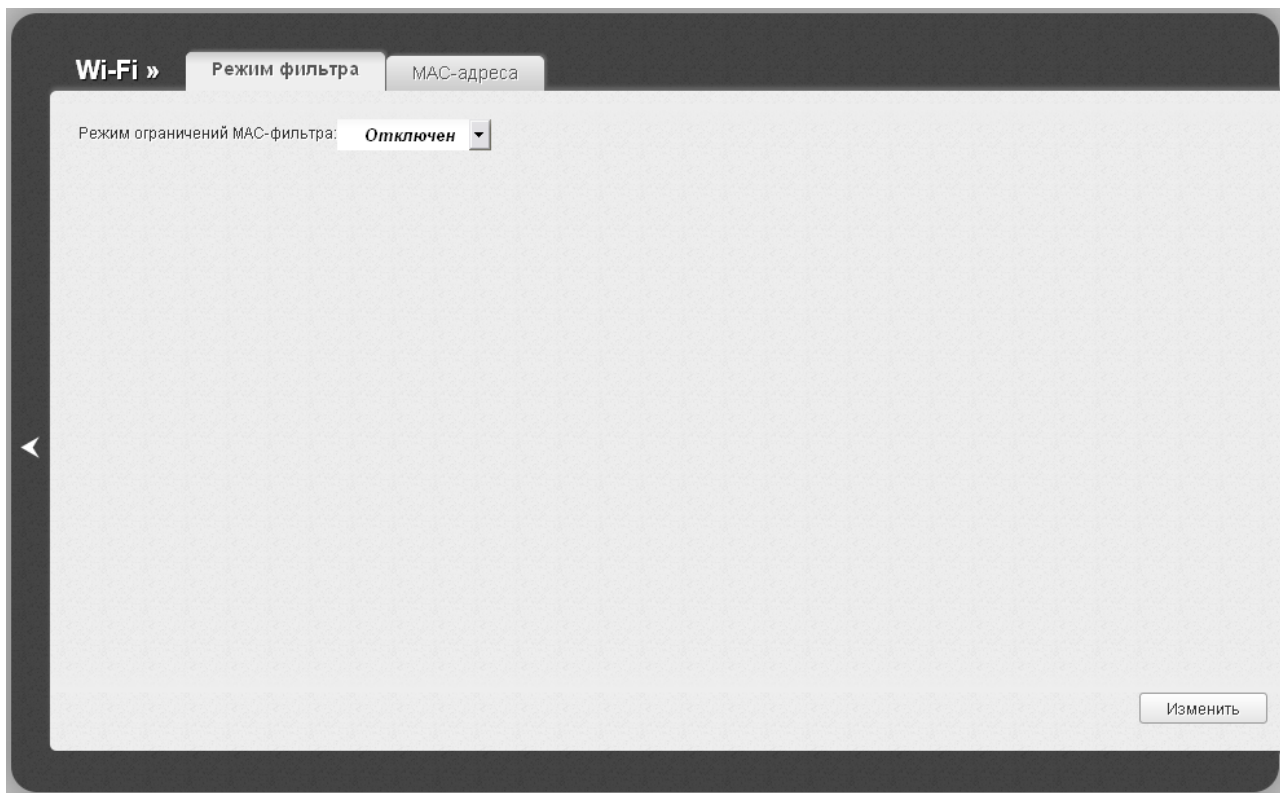 Wi-Fi » Режим фильтра MAC-адреса
Режим ограничений MAC-фильтра: Отключен
Изменить